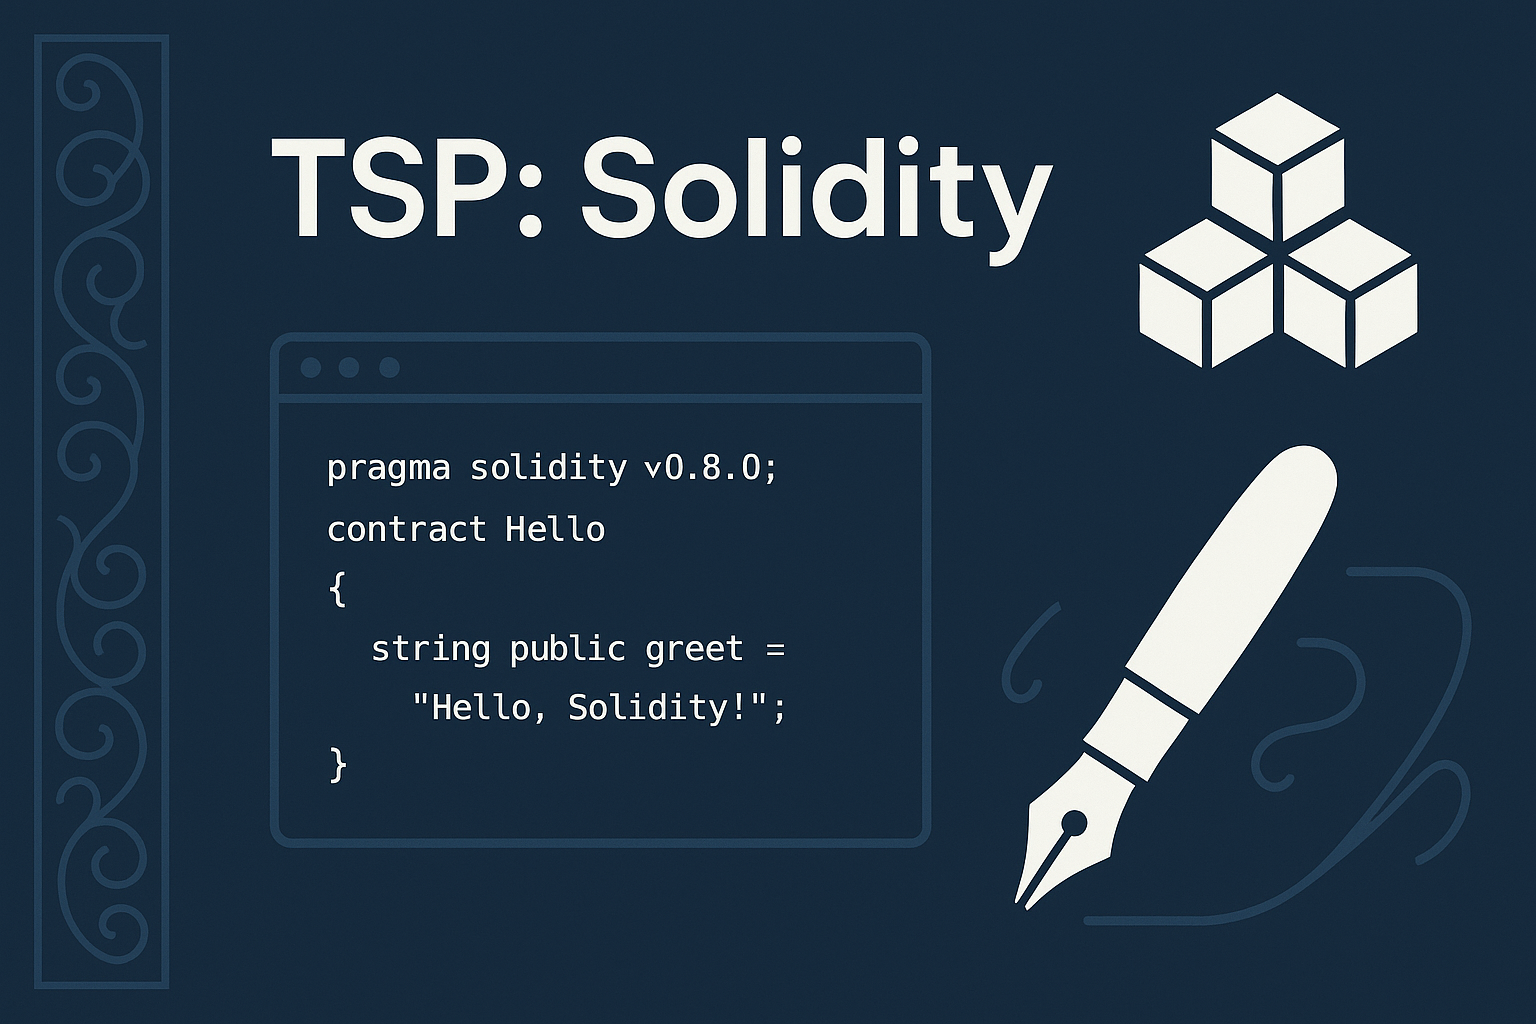 TSP: Solidity
pragma solidity v0.8.0;
contract Hello
{
string public greet =
"Hello, Solidity!";
}